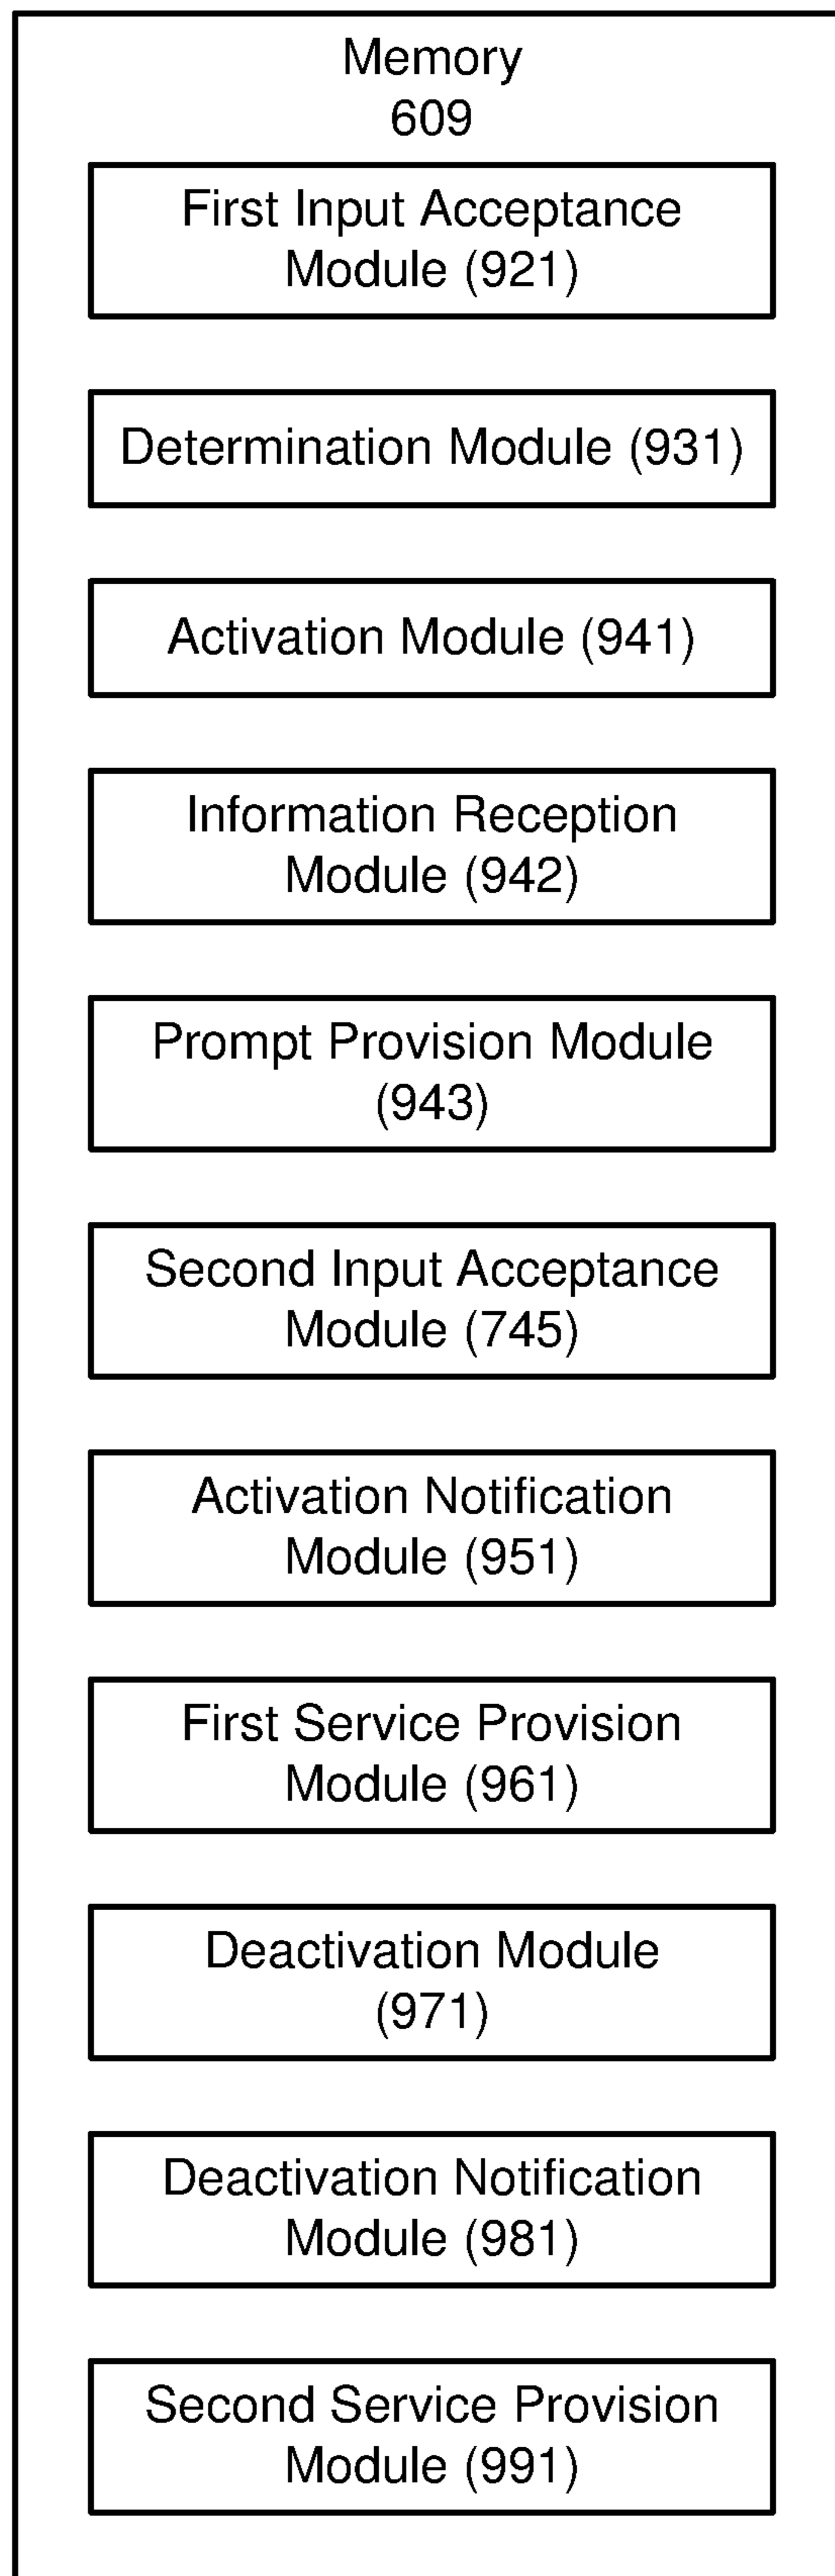 Memory
609
First Input Acceptance
Module (921)
Determination Module (931)
Activation Module (941)
Information Reception
Module (942)
Prompt Provision Module
(943)
Second Input Acceptance
Module (745)
Activation Notification
Module (951)
First Service Provision
Module (961)
Deactivation Module
(971)
Deactivation Notification
Module (981)
Second Service Provision
Module (991)